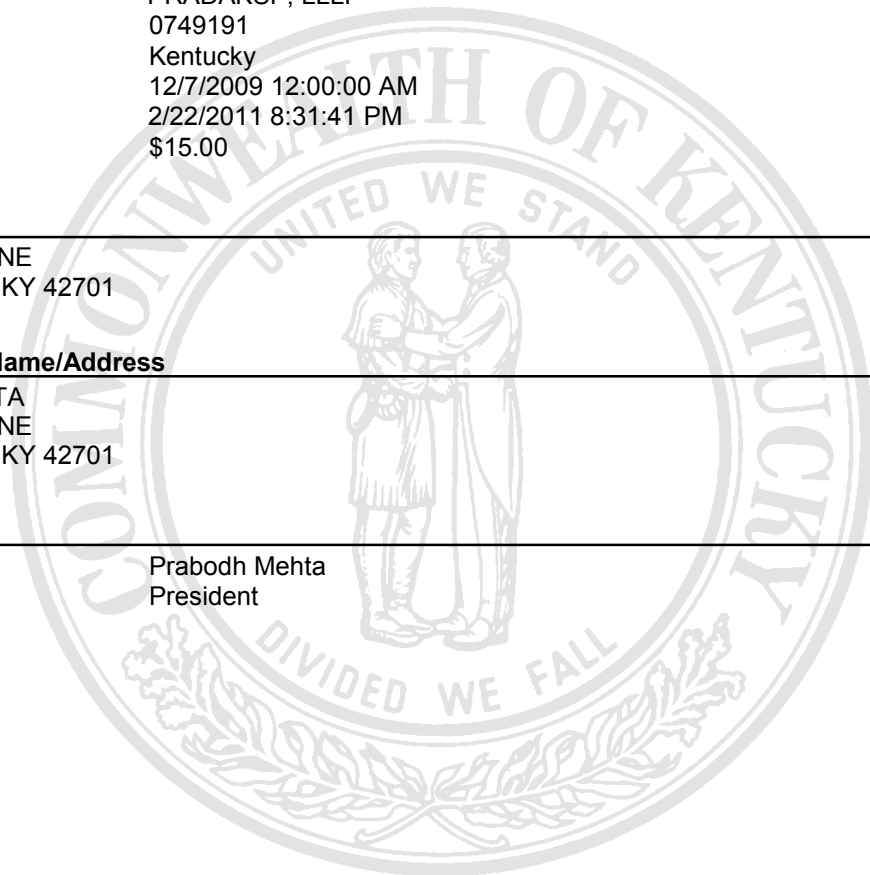 0749191
Kentucky
12/7/2009 12:00:00 AM
2/22/2011 8:31:41 PM
$15.00
NE
KY 42701
Name/Address
TA
NE
KY 42701
Prabodh Mehta
President
COMMONWEALTH OF KENTUCKY
UNITED WE STAND
DIVIDED WE FALL